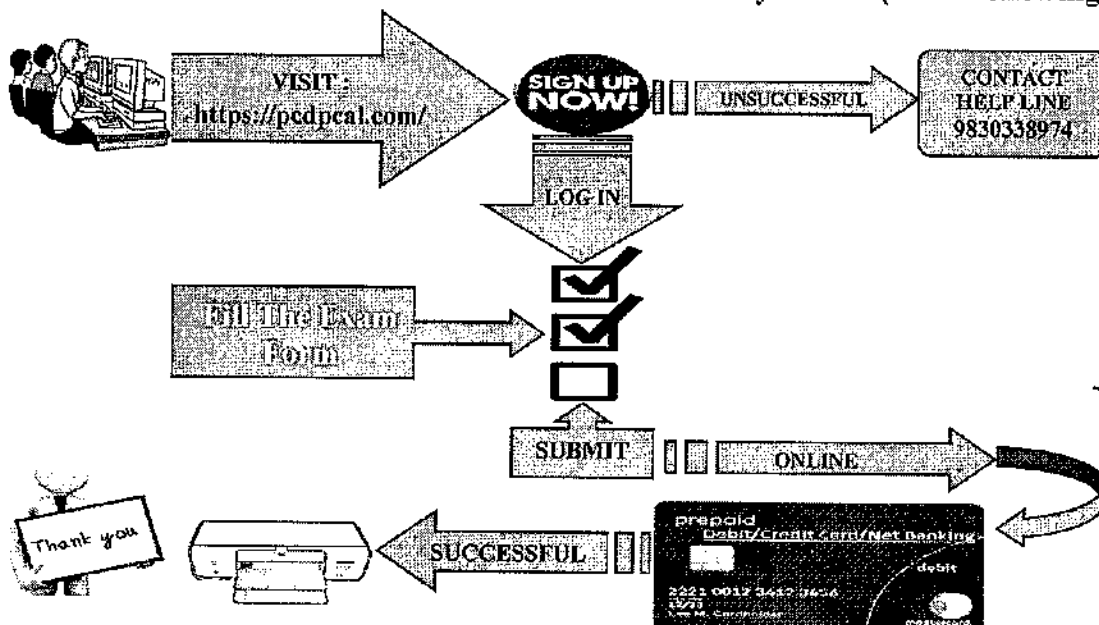 VISIT :
https://pcdpcal.com/
SIGN UP
NOW!
UNSUCCESSFUL
CONTACT
HELP LINE
9830338974
LOG IN
Fill The Exam
Form
SUBMIT
ONLINE
prepaid
Debit/Credit Card/Net Banking
debit
SUCCESSFUL
Thank you